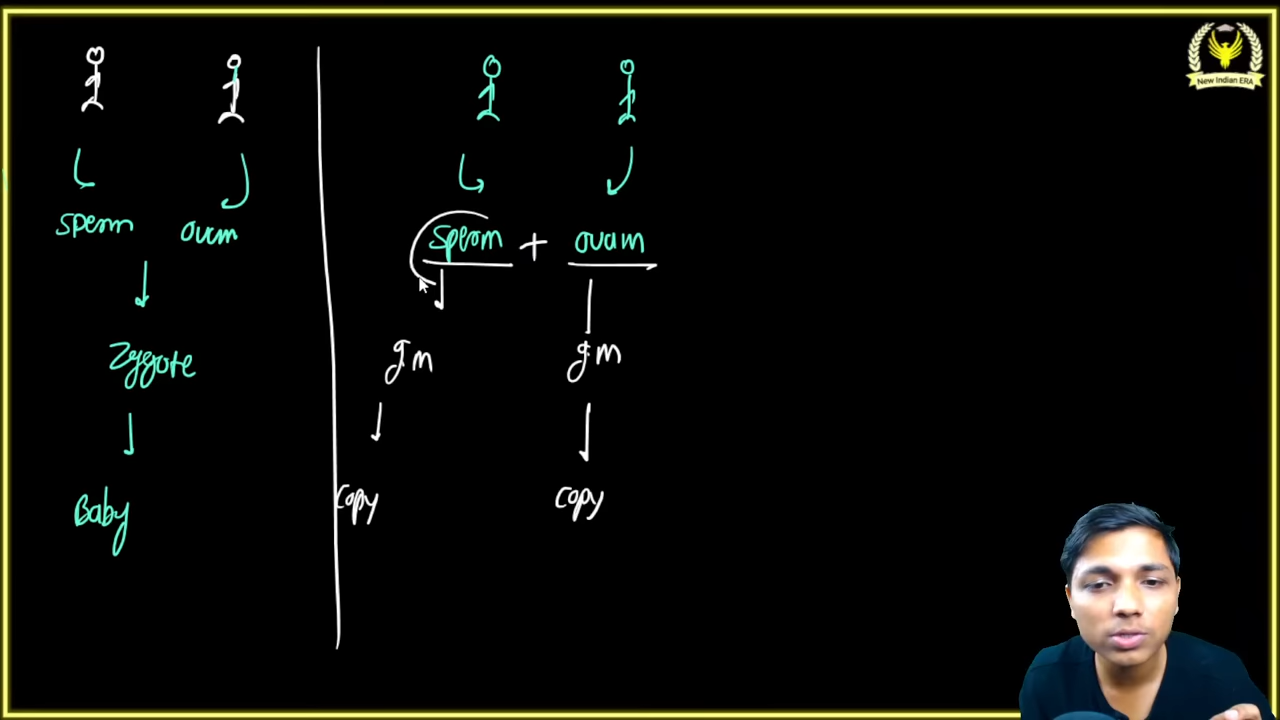 New Indian ERA
sperm ovum
Zygote
Baby
sperm + ovum
gm gm
copy copy